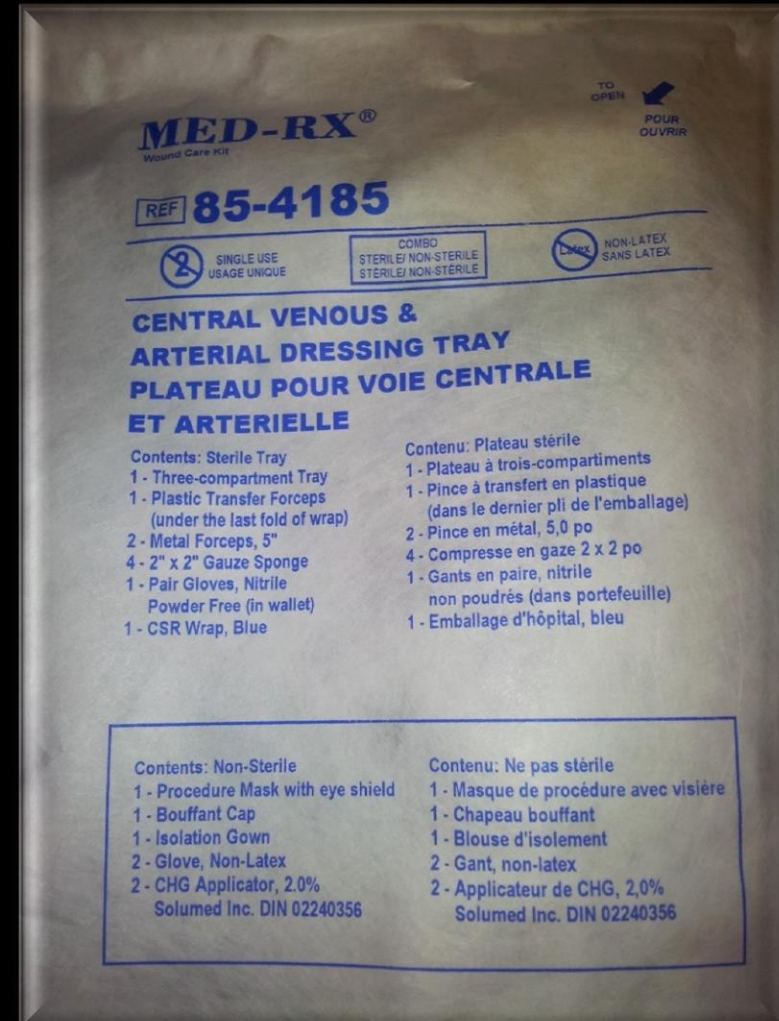 MED-RX®
Wound Care Kit
TO
OPEN
POUR
OUVRIR
REF 85-4185
2
SINGLE USE
USAGE UNIQUE
COMBO
STERILE/ NON-STERILE
STÉRILE/ NON-STÉRILE
Latex
NON-LATEX
SANS LATEX
CENTRAL VENOUS &
ARTERIAL DRESSING TRAY
PLATEAU POUR VOIE CENTRALE
ET ARTERIELLE
Contents: Sterile Tray
1 - Three-compartment Tray
1 - Plastic Transfer Forceps
(under the last fold of wrap)
2 - Metal Forceps, 5"
4 - 2" x 2" Gauze Sponge
1 - Pair Gloves, Nitrile
Powder Free (in wallet)
1 - CSR Wrap, Blue
Contenu: Plateau stérile
1 - Plateau à trois-compartiments
1 - Pince à transfert en plastique
(dans le dernier pli de l'emballage)
2 - Pince en métal, 5,0 po
4 - Compresse en gaze 2 x 2 po
1 - Gants en paire, nitrile
non poudrés (dans portefeuille)
1 - Emballage d'hôpital, bleu
Contents: Non-Sterile
1 - Procedure Mask with eye shield
1 - Bouffant Cap
1 - Isolation Gown
2 - Glove, Non-Latex
2 - CHG Applicator, 2.0%
Solumed Inc. DIN 02240356
Contenu: Ne pas stérile
1 - Masque de procédure avec visière
1 - Chapeau bouffant
1 - Blouse d'isolement
2 - Gant, non-latex
2 - Applicateur de CHG, 2,0%
Solumed Inc. DIN 02240356